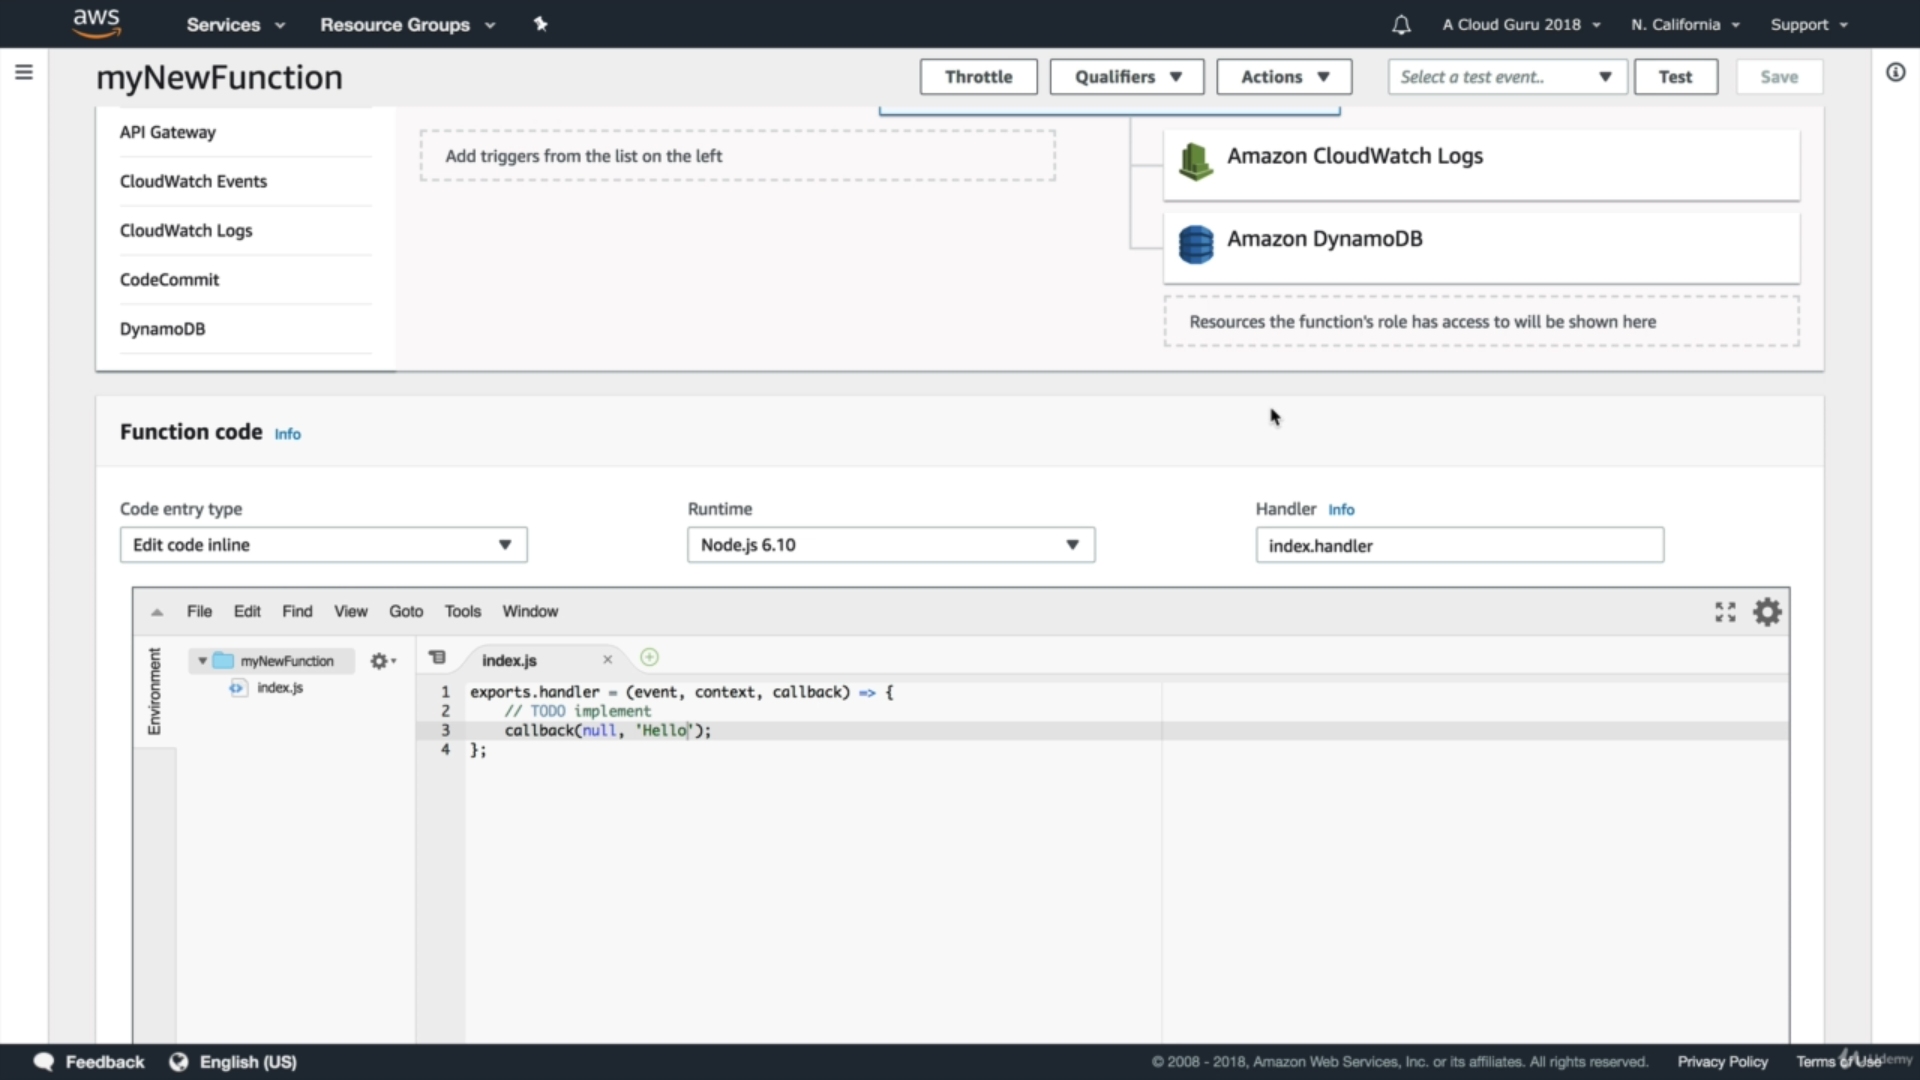 aws Services Resource Groups A Cloud Guru 2018 N. California Support
myNewFunction Throttle Qualifiers Actions Select a test event.. Test Save
API Gateway
CloudWatch Events
CloudWatch Logs
CodeCommit
DynamoDB
Add triggers from the list on the left
Amazon CloudWatch Logs
Amazon DynamoDB
Resources the function's role has access to will be shown here
Function code Info
Code entry type
Edit code inline
Runtime
Node.js 6.10
Handler Info
index.handler
File Edit Find View Goto Tools Window
Environment
myNewFunction
index.js
index.js
1 exports.handler = (event, context, callback) => {
2 // TODO implement
3 callback(null, 'Hello');
4 };
Feedback English (US) © 2008 - 2018, Amazon Web Services, Inc. or its affiliates. All rights reserved. Privacy Policy Terms of Use